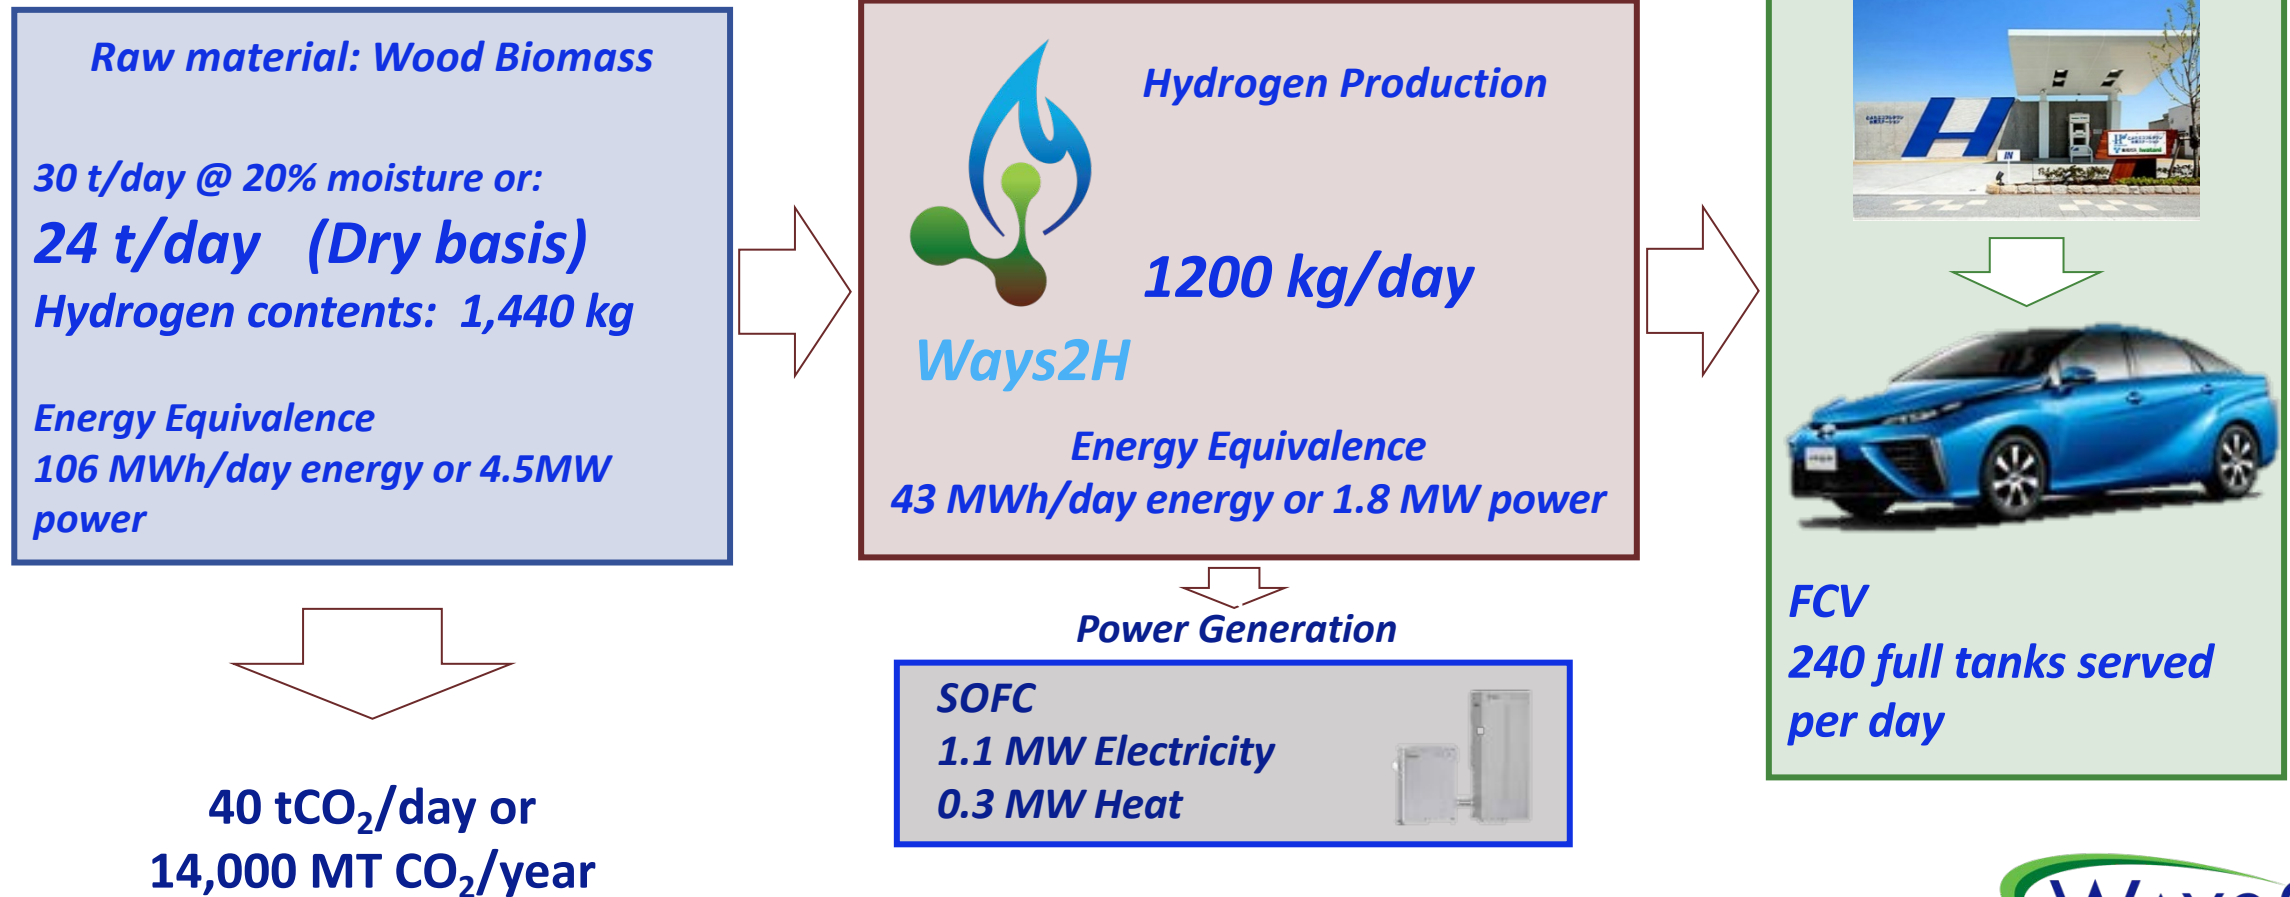 Raw material: Wood Biomass
30 t/day @ 20% moisture or:
24 t/day (Dry basis)
Hydrogen contents: 1,440 kg
Energy Equivalence
106 MWh/day energy or 4.5MW
power
40 tCO₂/day or
14,000 MT CO₂/year
Hydrogen Production
1200 kg/day
Ways2H
Energy Equivalence
43 MWh/day energy or 1.8 MW power
Power Generation
SOFC
1.1 MW Electricity
0.3 MW Heat
H
IN
FCV
240 full tanks served
per day